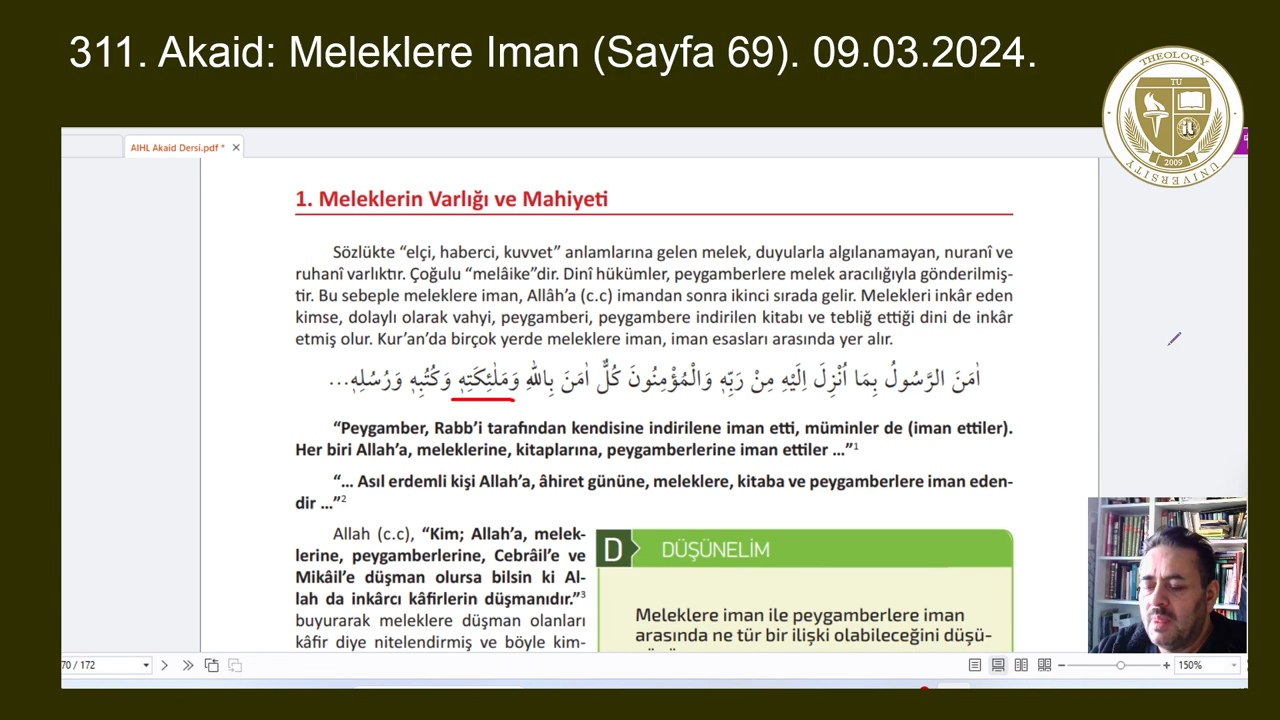 311. Akaid: Meleklere Iman (Sayfa 69). 09.03.2024.
THEOLOGY
TU
2009
UNIVERSITY
AIHL Akaid Dersi.pdf *
1. Meleklerin Varlığı ve Mahiyeti
Sözlükte “elçi, haberci, kuvvet” anlamlarına gelen melek, duyularla algılanamayan, nuranî ve
ruhanî varlıktır. Çoğulu “melâike”dir. Dinî hükümler, peygamberlere melek aracılığıyla gönderilmiş-
tir. Bu sebeple meleklere iman, Allâh’a (c.c) imandan sonra ikinci sırada gelir. Melekleri inkâr eden
kimse, dolaylı olarak vahyi, peygamberi, peygambere indirilen kitabı ve tebliğ ettiği dini de inkâr
etmiş olur. Kur’an’da birçok yerde meleklere iman, iman esasları arasında yer alır.
اٰمَنَ الرَّسُولُ بِمَٓا اُنْزِلَ اِلَيْهِ مِنْ رَبِّه۪ وَالْمُؤْمِنُونَ كُلٌّ اٰمَنَ بِاللّٰهِ وَمَلٰٓئِكَتِه۪ وَكُتُبِه۪ وَرُسُلِه۪...
“Peygamber, Rabb’i tarafından kendisine indirilene iman etti, müminler de (iman ettiler).
Her biri Allah’a, meleklerine, kitaplarına, peygamberlerine iman ettiler …”1
“… Asıl erdemli kişi Allah’a, âhiret gününe, meleklere, kitaba ve peygamberlere iman eden-
dir …”2
Allah (c.c), “Kim; Allah’a, melek-
lerine, peygamberlerine, Cebrâil’e ve
Mikâil’e düşman olursa bilsin ki Al-
lah da inkârcı kâfirlerin düşmanıdır.”3
buyurarak meleklere düşman olanları
kâfir diye nitelendirmiş ve böyle kim-
D DÜŞÜNELİM
Meleklere iman ile peygamberlere iman
arasında ne tür bir ilişki olabileceğini düşü-
70 / 172
150%